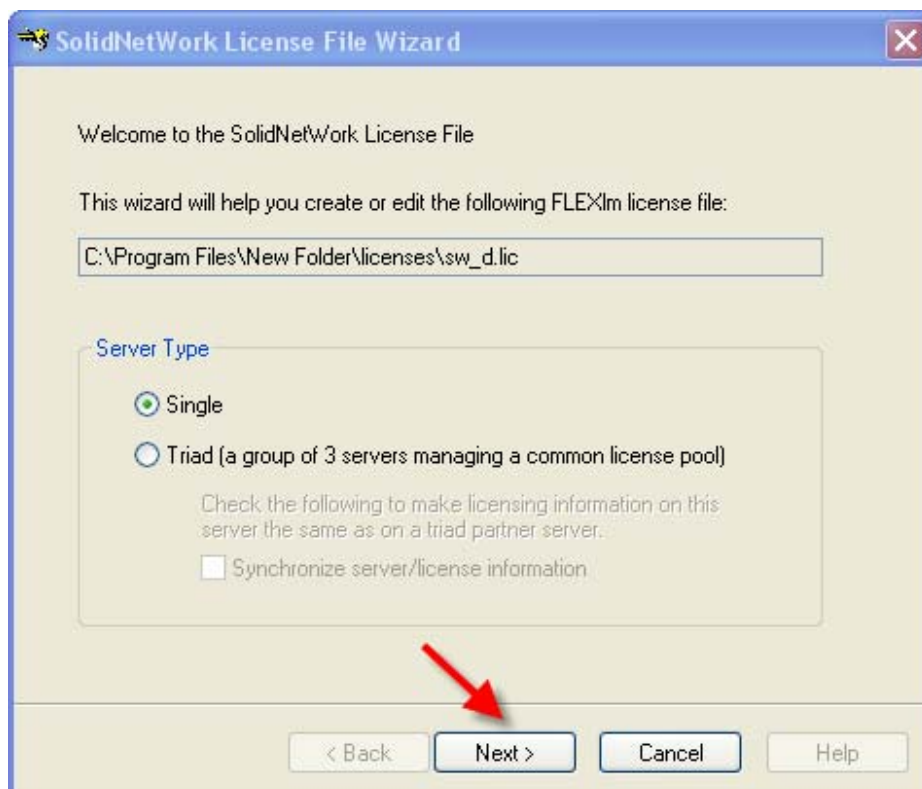 SolidNetWork License File Wizard
Welcome to the SolidNetWork License File
This wizard will help you create or edit the following FLEXlm license file:
C:\Program Files\New Folder\licenses\sw_d.lic
Server Type
Single
Triad (a group of 3 servers managing a common license pool)
Check the following to make licensing information on this
server the same as on a triad partner server.
Synchronize server/license information
< Back
Next >
Cancel
Help